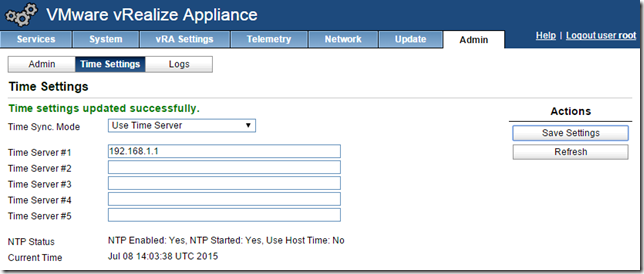 VMware vRealize Appliance
Services System vRA Settings Telemetry Network Update Admin Help | Logout user root
Admin Time Settings Logs
Time Settings
Time settings updated successfully.
Time Sync. Mode Use Time Server
Time Server #1 192.168.1.1
Time Server #2
Time Server #3
Time Server #4
Time Server #5
NTP Status NTP Enabled: Yes, NTP Started: Yes, Use Host Time: No
Current Time Jul 08 14:03:38 UTC 2015
Actions
Save Settings
Refresh